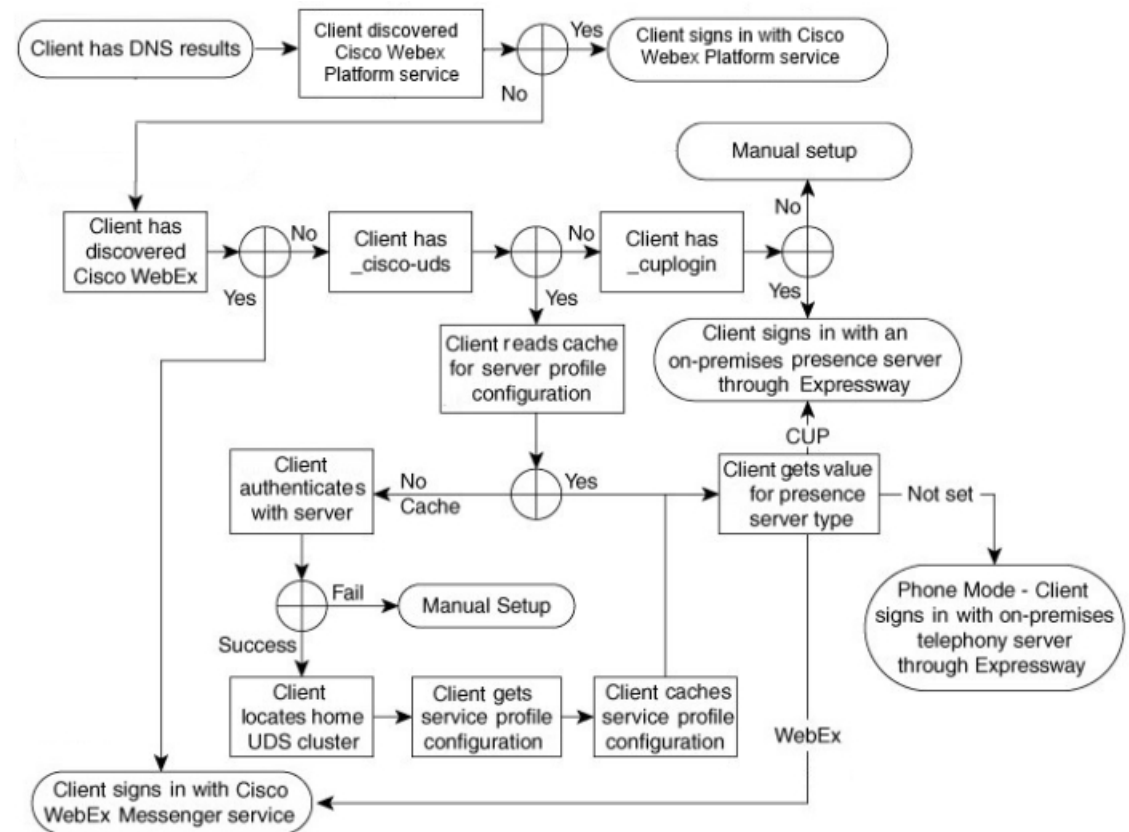 Client has DNS results
Client discovered
Cisco Webex
Platform service
Yes
Client signs in with Cisco
Webex Platform service
No
Manual setup
No
Client has
discovered
Cisco WebEx
No
Client has
_cisco-uds
No
Client has
_cuplogin
Yes
Yes
Yes
Client reads cache
for server profile
configuration
Client signs in with an
on-premises presence server
through Expressway
CUP
Client
authenticates
with server
No
Cache
Yes
Client gets value
for presence
server type
Not set
Fail
Manual Setup
Success
Phone Mode - Client
signs in with on-premises
telephony server
through Expressway
Client
locates home
UDS cluster
Client gets
service profile
configuration
Client caches
service profile
configuration
WebEx
Client signs in with Cisco
WebEx Messenger service